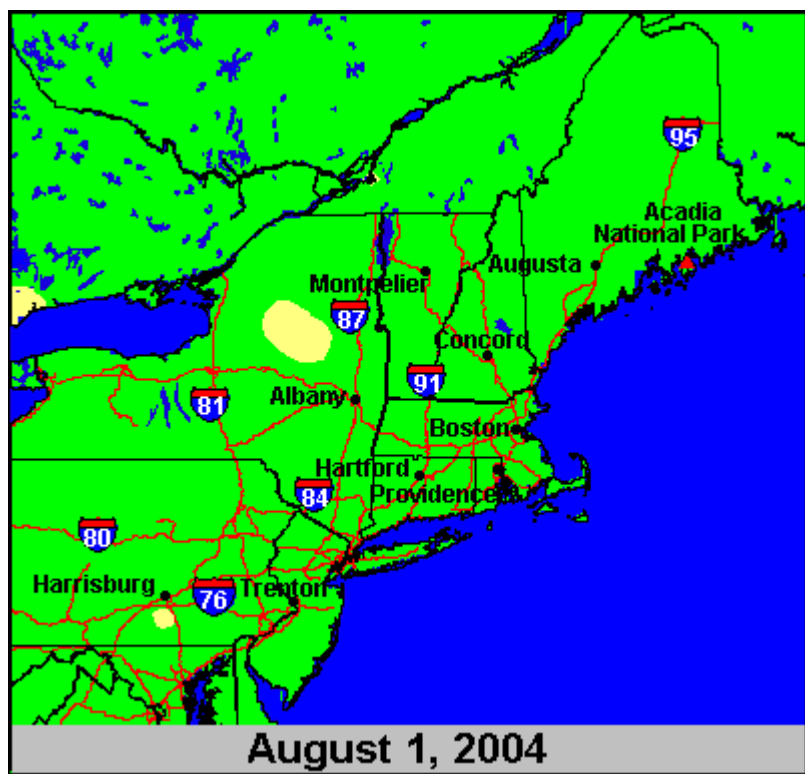 95
Acadia
National Park
Augusta
Montpelier
87
Concord
91
Albany
81
Boston
Hartford
84
Providence
80
Harrisburg
76
Trenton
August 1, 2004